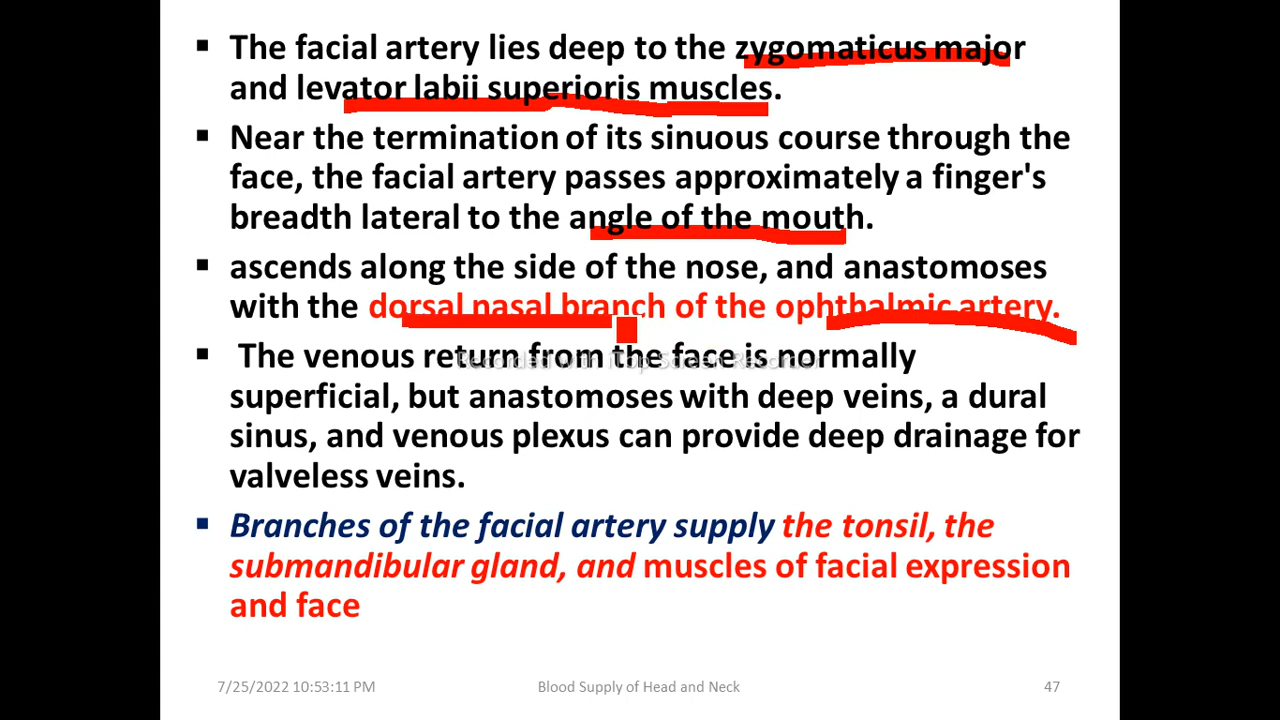 ▪ The facial artery lies deep to the zygomaticus major
and levator labii superioris muscles.
▪ Near the termination of its sinuous course through the
face, the facial artery passes approximately a finger's
breadth lateral to the angle of the mouth.
▪ ascends along the side of the nose, and anastomoses
with the dorsal nasal branch of the ophthalmic artery.
▪ The venous return from the face is normally
Recorded with iTop Screen Recorder
superficial, but anastomoses with deep veins, a dural
sinus, and venous plexus can provide deep drainage for
valveless veins.
▪ Branches of the facial artery supply the tonsil, the
submandibular gland, and muscles of facial expression
and face
7/25/2022 10:53:11 PM Blood Supply of Head and Neck 47